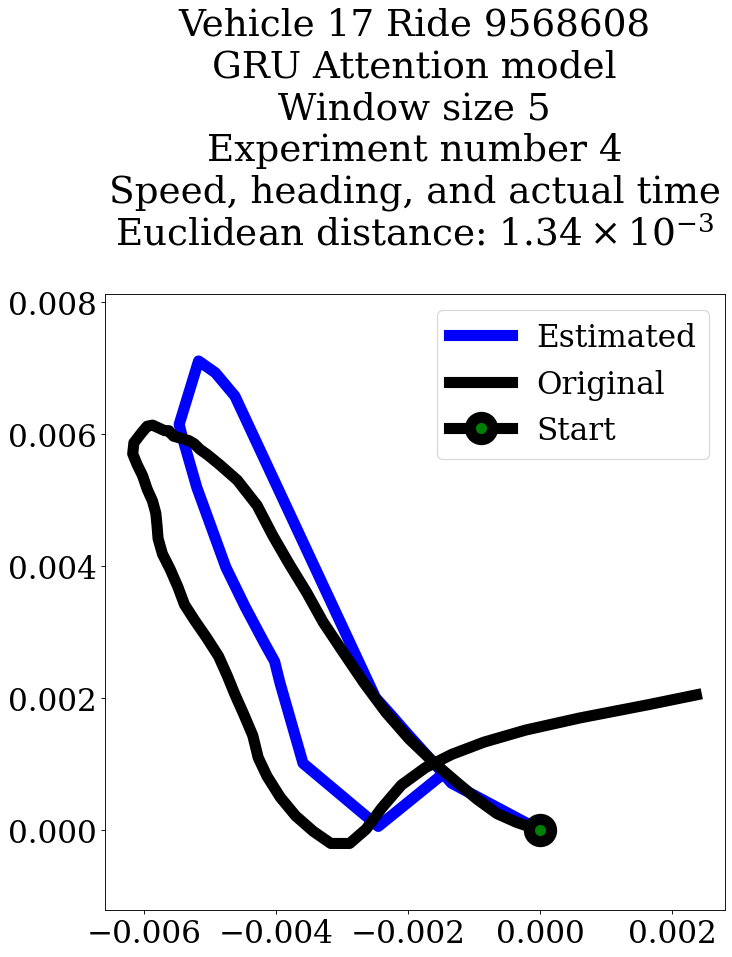 Vehicle 17 Ride 9568608
GRU Attention model
Window size 5
Experiment number 4
Speed, heading, and actual time
Euclidean distance: 1.34 × 10⁻³
0.008
0.006
0.004
0.002
0.000
Estimated
Original
Start
−0.006 −0.004 −0.002 0.000 0.002